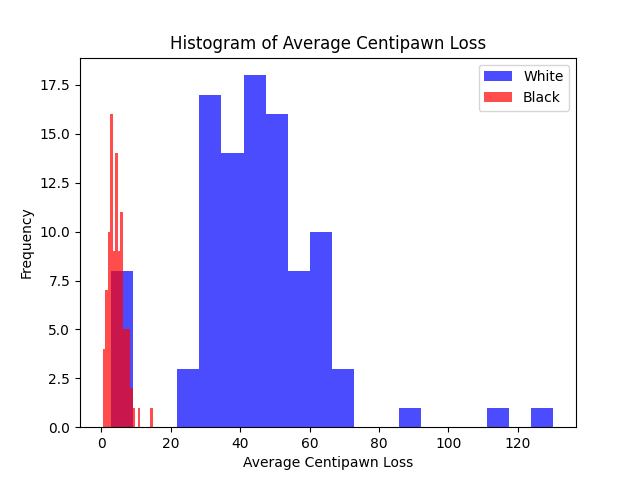 Histogram of Average Centipawn Loss
White
Black
17.5
15.0
12.5
10.0
7.5
5.0
2.5
0.0
Frequency
0 20 40 60 80 100 120
Average Centipawn Loss